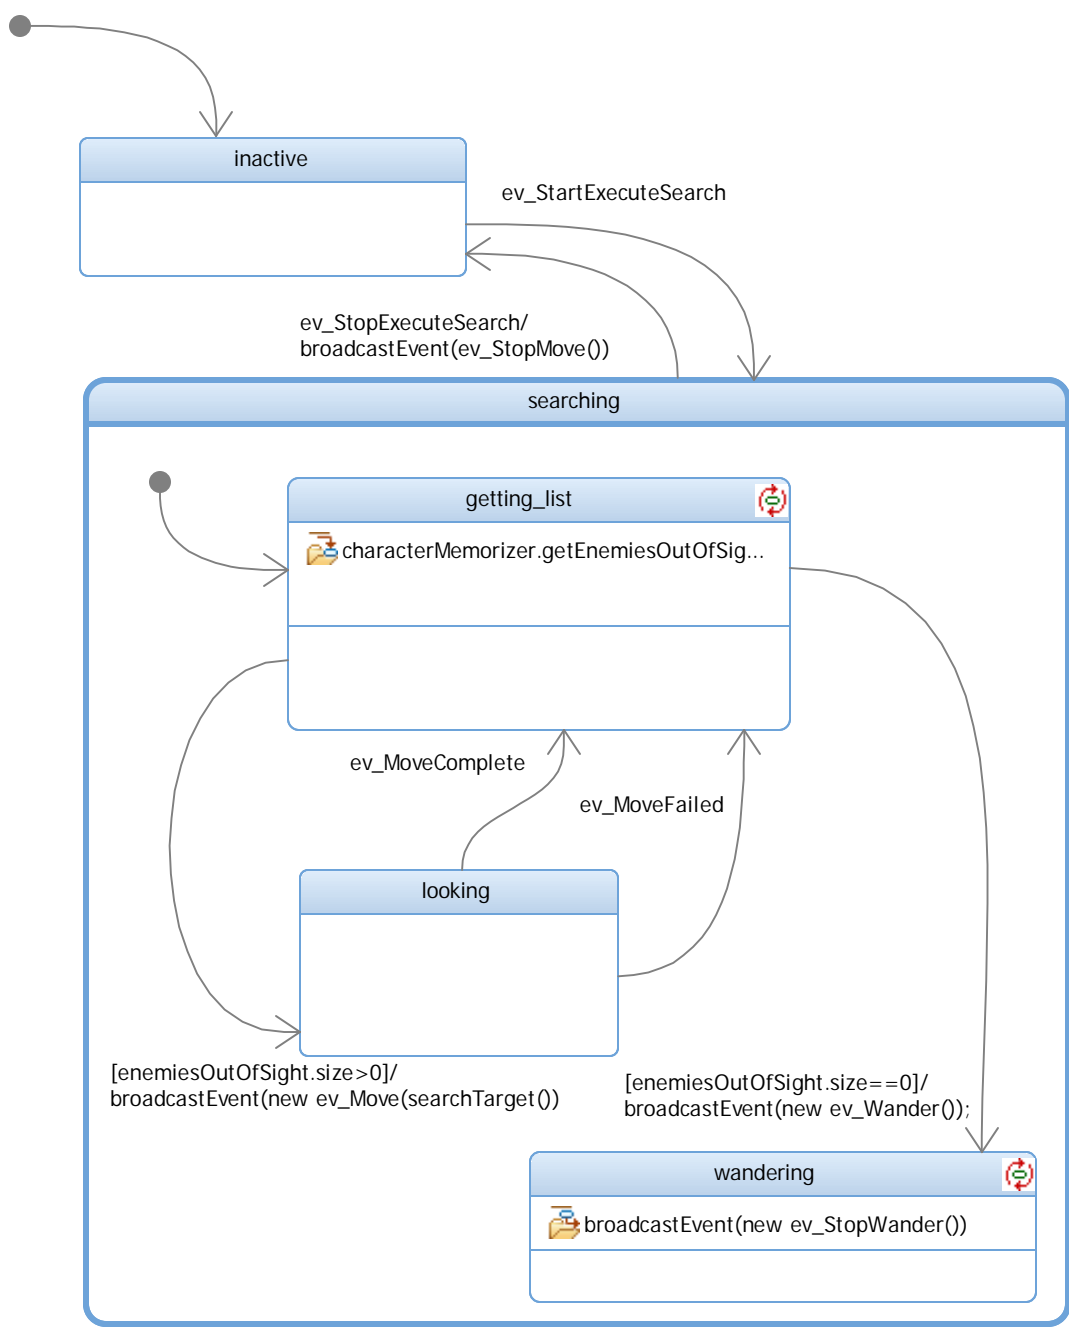 inactive
ev_StartExecuteSearch
ev_StopExecuteSearch/
broadcastEvent(ev_StopMove())
searching
getting_list
characterMemorizer.getEnemiesOutOfSig...
ev_MoveComplete
ev_MoveFailed
looking
[enemiesOutOfSight.size>0]/
broadcastEvent(new ev_Move(searchTarget())
[enemiesOutOfSight.size==0]/
broadcastEvent(new ev_Wander());
wandering
broadcastEvent(new ev_StopWander())